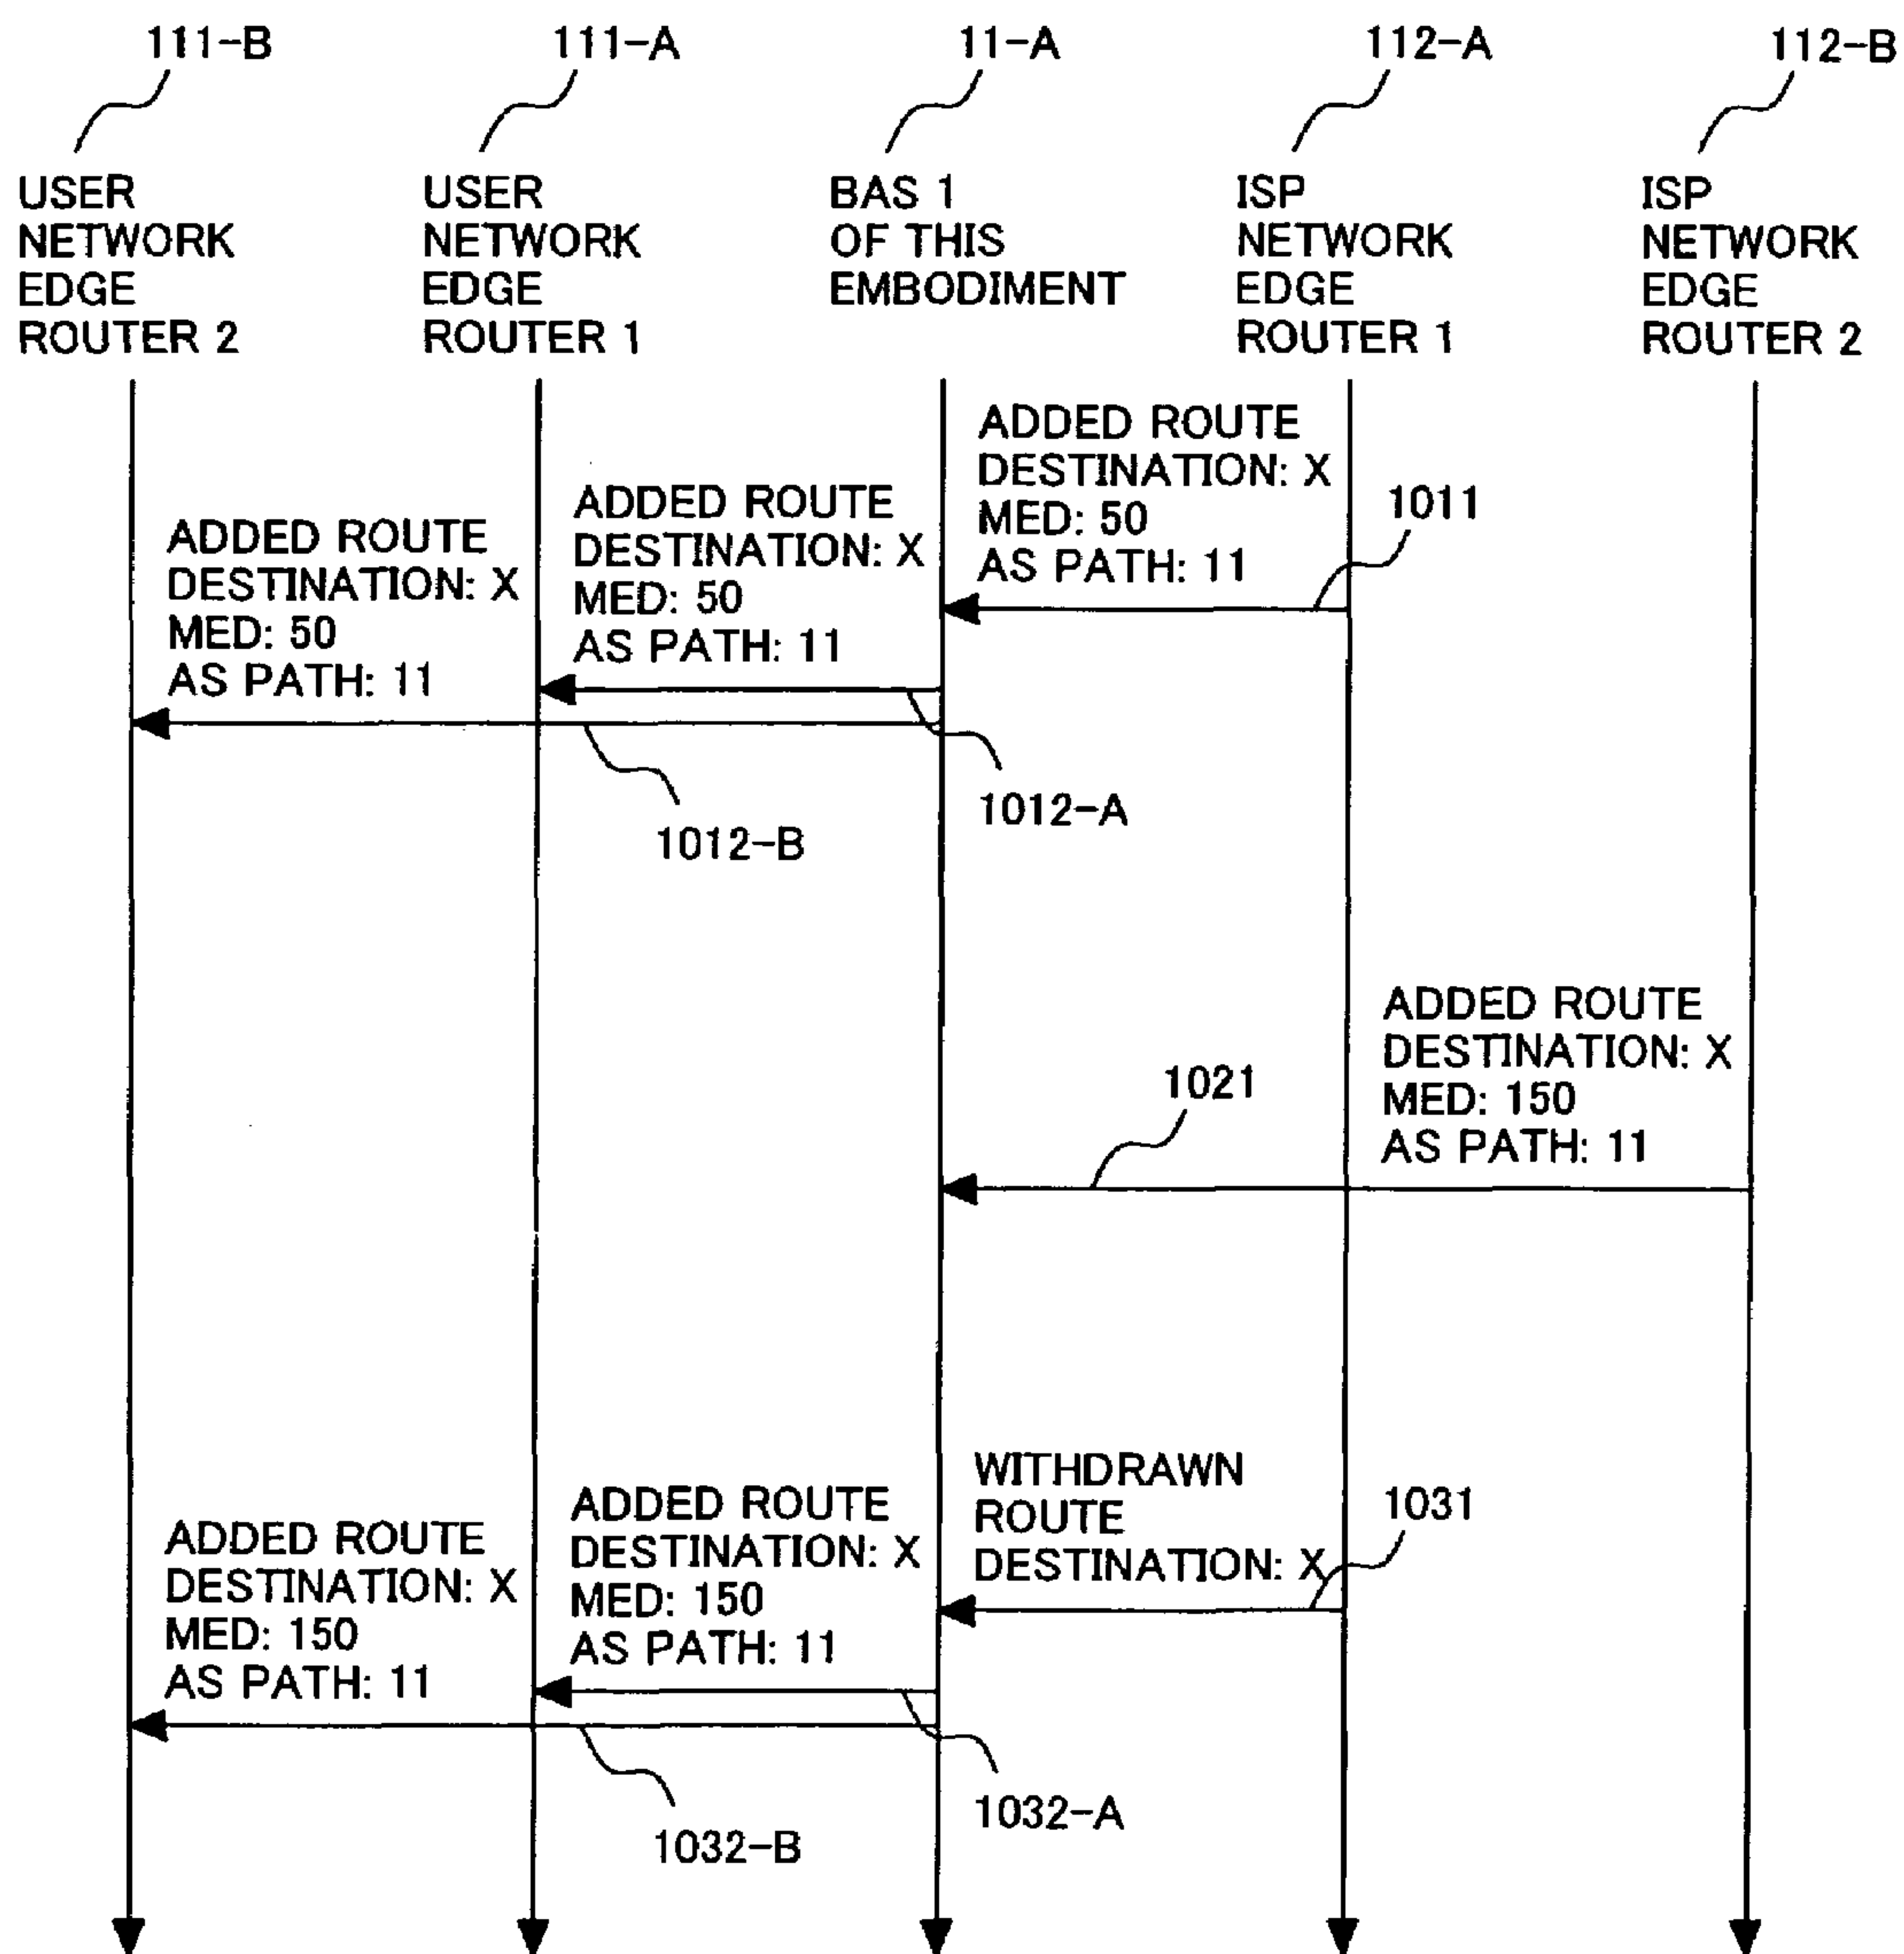 111-B
111-A
11-A
112-A
112-B
USER
NETWORK
EDGE
ROUTER 2
USER
NETWORK
EDGE
ROUTER 1
BAS 1
OF THIS
EMBODIMENT
ISP
NETWORK
EDGE
ROUTER 1
ISP
NETWORK
EDGE
ROUTER 2
ADDED ROUTE
DESTINATION: X
MED: 50
AS PATH: 11
1011
ADDED ROUTE
DESTINATION: X
MED: 50
AS PATH: 11
ADDED ROUTE
DESTINATION: X
MED: 50
AS PATH: 11
1012-A
1012-B
ADDED ROUTE
DESTINATION: X
MED: 150
AS PATH: 11
1021
WITHDRAWN
ROUTE
DESTINATION: X
1031
ADDED ROUTE
DESTINATION: X
MED: 150
AS PATH: 11
ADDED ROUTE
DESTINATION: X
MED: 150
AS PATH: 11
1032-A
1032-B